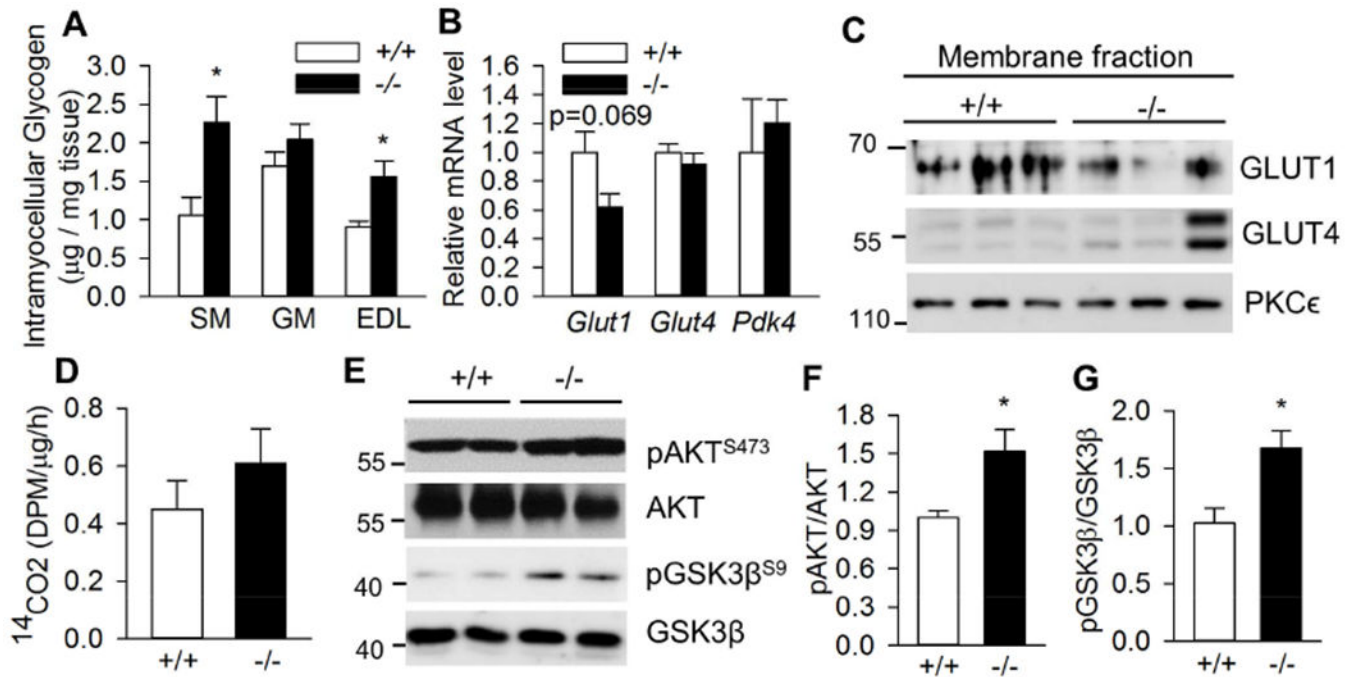 A
Intramyocellular Glycogen
(µg / mg tissue)
3.0
2.5
2.0
1.5
1.0
0.5
0.0
+/+
-/-
*
*
SM GM EDL
B
Relative mRNA level
1.6
1.4
1.2
1.0
0.8
0.6
0.4
0.2
0.0
+/+
-/-
p=0.069
Glut1 Glut4 Pdk4
C
Membrane fraction
+/+ -/-
70
GLUT1
55
GLUT4
110
PKCϵ
D
14CO2 (DPM/µg/h)
0.8
0.6
0.4
0.2
0.0
+/+ -/-
E
+/+ -/-
55
pAKTS473
55
AKT
40
pGSK3βS9
40
GSK3β
F
pAKT/AKT
1.8
1.5
1.2
0.9
0.6
0.3
0.0
*
+/+ -/-
G
pGSK3β/GSK3β
2.0
1.5
1.0
0.5
0.0
*
+/+ -/-